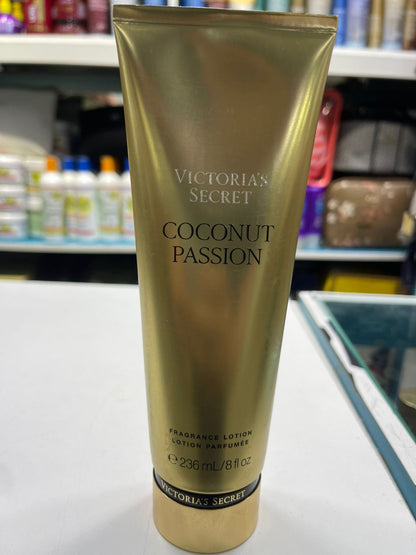 VICTORIA'S
SECRET
COCONUT
PASSION
FRAGRANCE LOTION
LOTION PARFUMÉE
℮ 236 mL/8 fl oz
VICTORIA'S SECRET